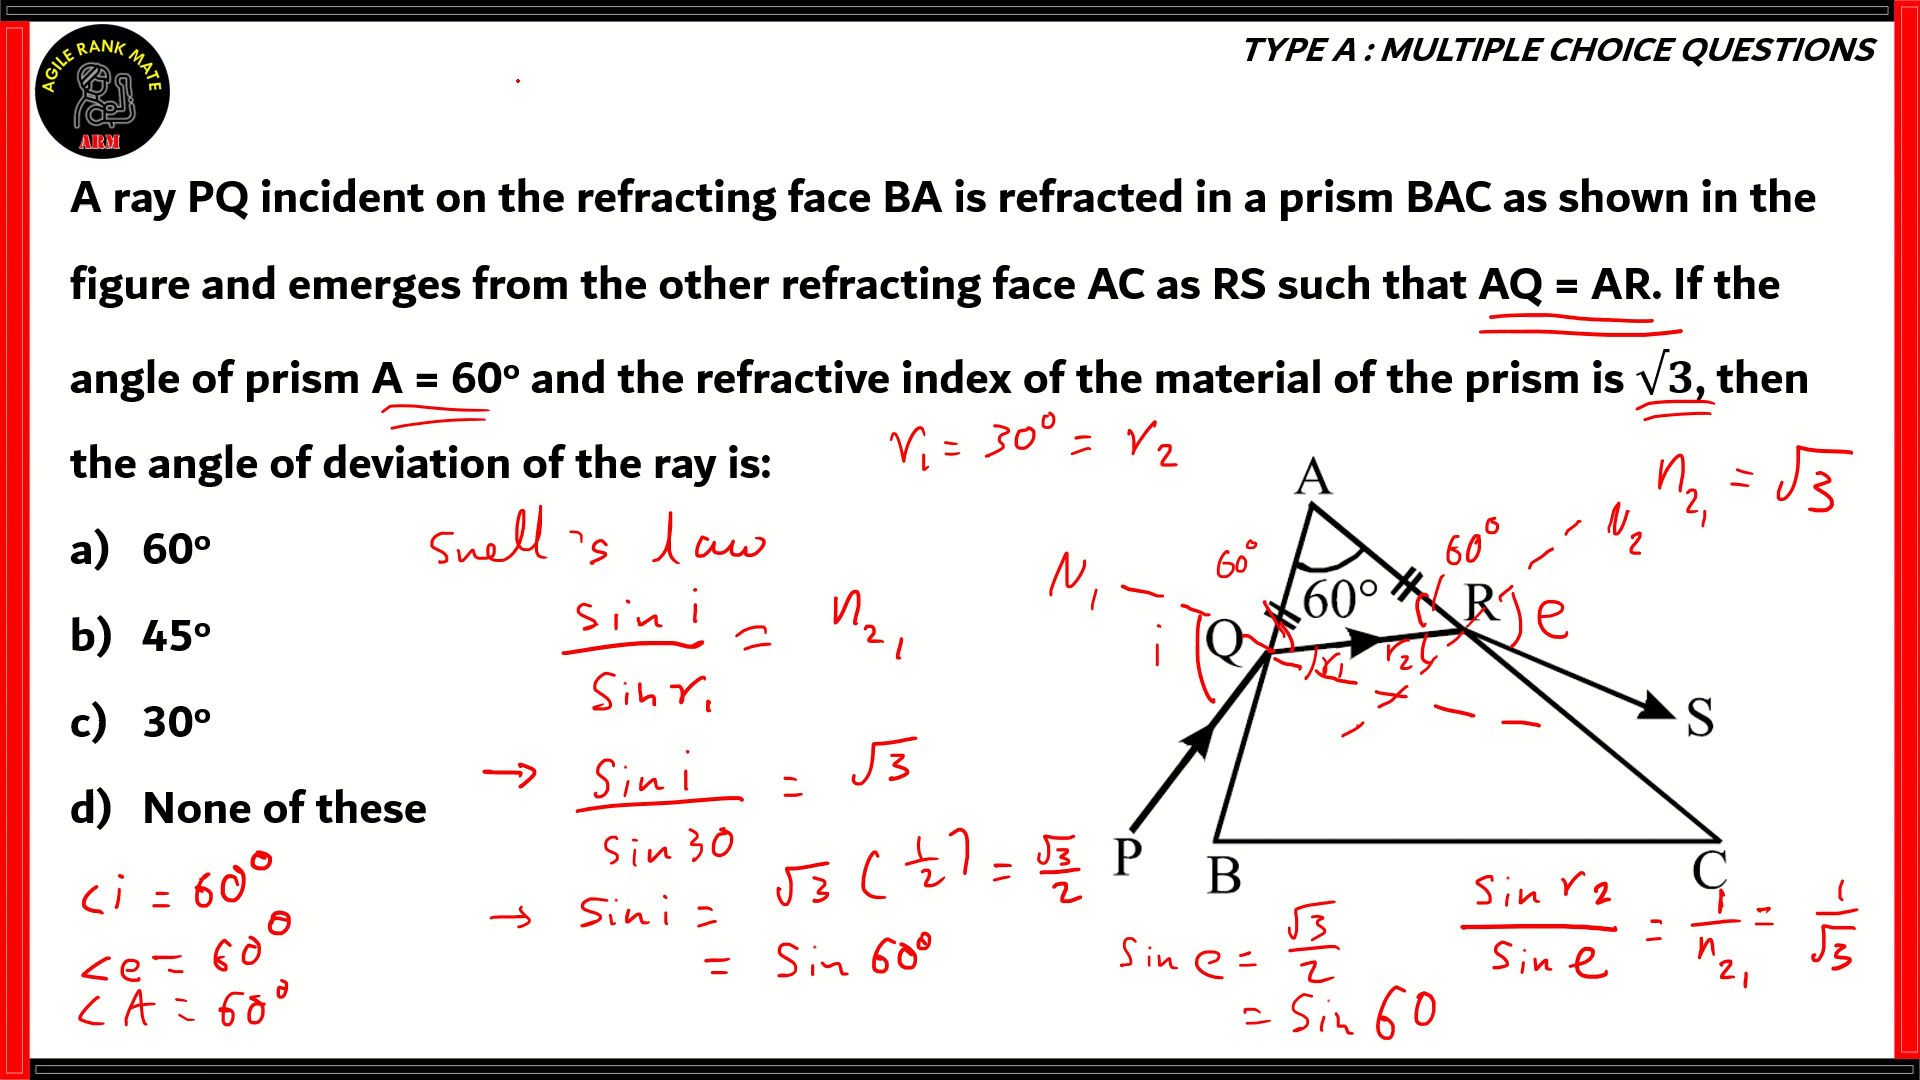 AGILE RANK MATE
ARM
TYPE A : MULTIPLE CHOICE QUESTIONS
A ray PQ incident on the refracting face BA is refracted in a prism BAC as shown in the
figure and emerges from the other refracting face AC as RS such that AQ = AR. If the
angle of prism A = 60° and the refractive index of the material of the prism is √3, then
the angle of deviation of the ray is:
a) 60°
b) 45°
c) 30°
d) None of these
r₁ = 30° = r₂
n₂₁ = √3
Snell's law
sin i / sin r₁ = n₂₁
→ sin i / sin 30 = √3
→ sin i = √3 (1/2) = √3/2
= sin 60°
<i = 60°
<e = 60°
<A = 60°
A
60°
60°
60°
N₁
N₂
i
Q
r₁
r₂
R
e
S
P
B
C
sin r₂ / sin e = 1/n₂₁ = 1/√3
sin e = √3/2
= sin 60